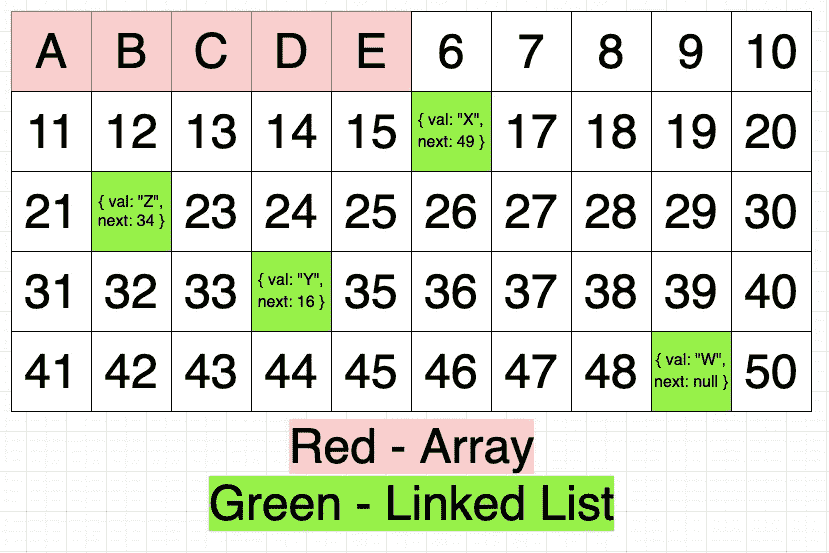 A B C D E 6 7 8 9 10
11 12 13 14 15 { val: "X", next: 49 } 17 18 19 20
21 { val: "Z", next: 34 } 23 24 25 26 27 28 29 30
31 32 33 { val: "Y", next: 16 } 35 36 37 38 39 40
41 42 43 44 45 46 47 48 { val: "W", next: null } 50
Red - Array
Green - Linked List